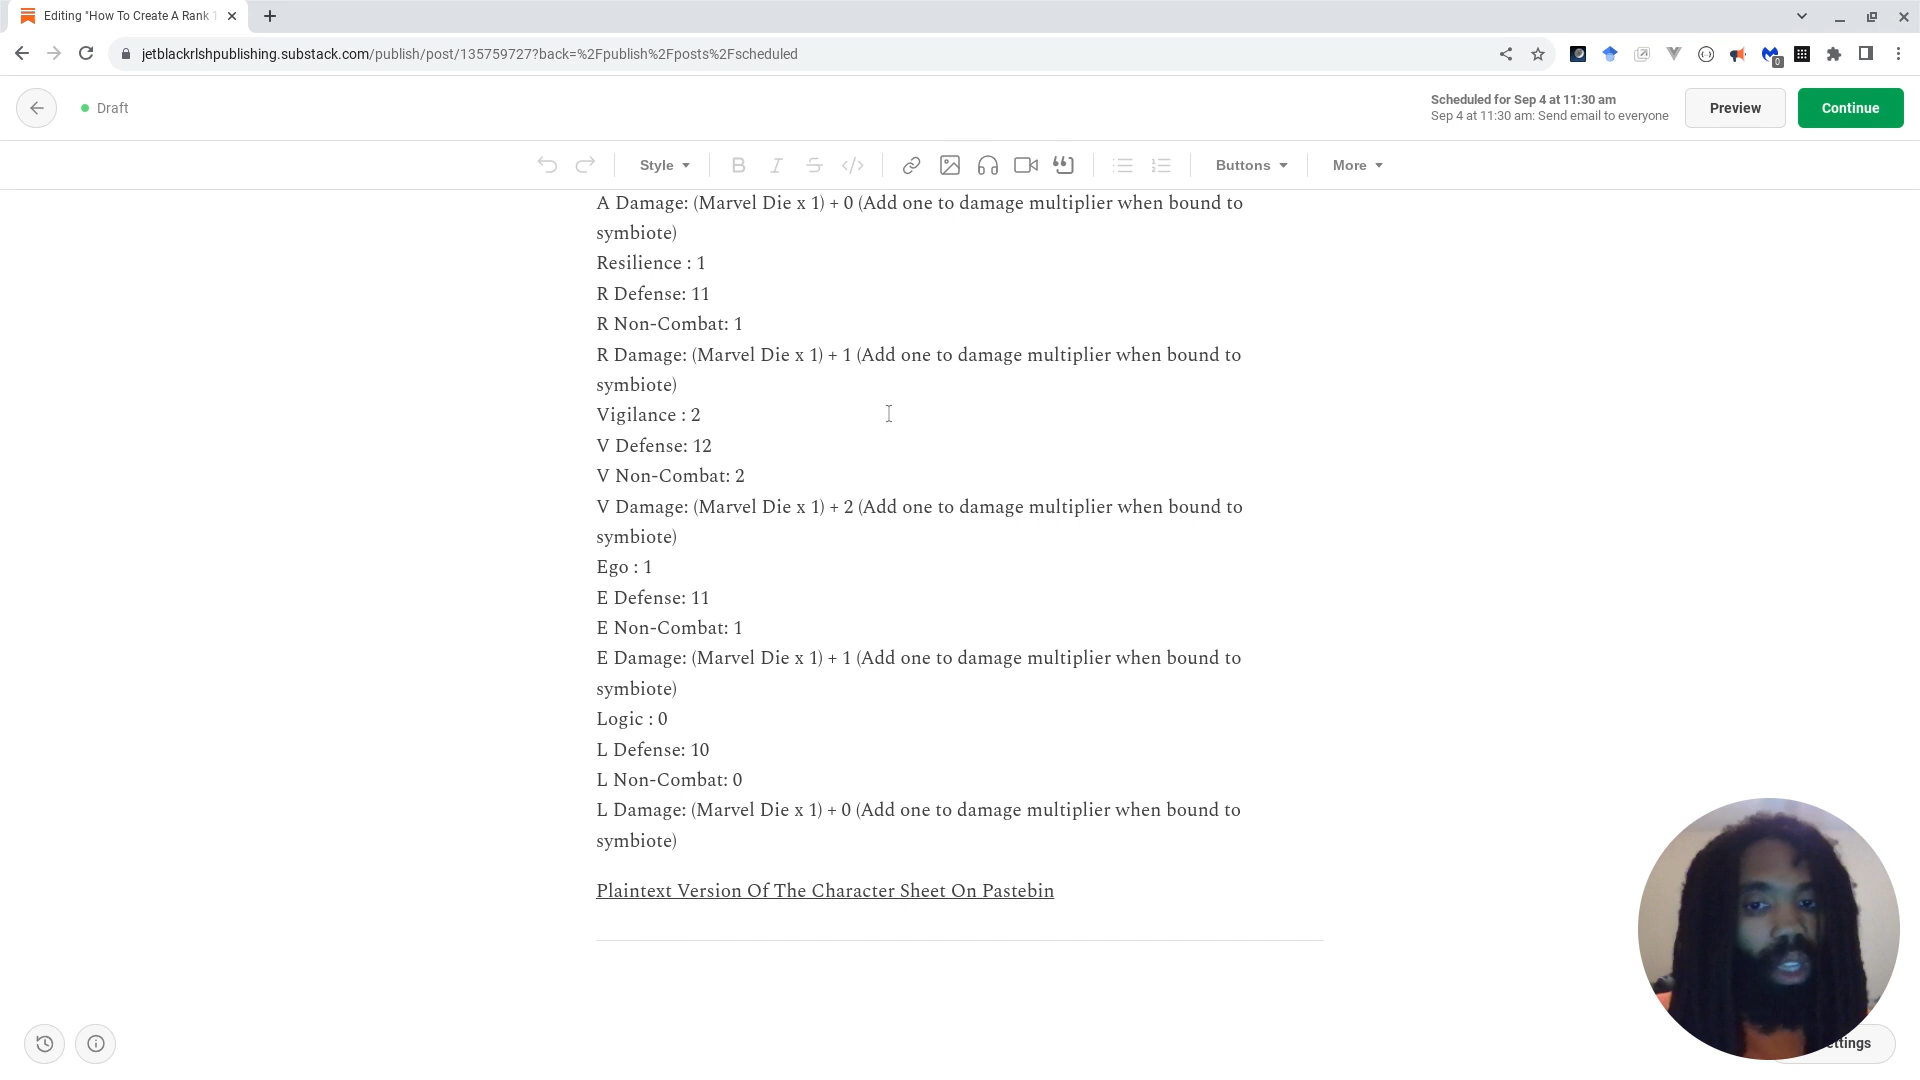 Editing "How To Create A Rank 1
jetblackrlshpublishing.substack.com/publish/post/135759727?back=%2Fpublish%2Fposts%2Fscheduled
0
Draft
Scheduled for Sep 4 at 11:30 am
Sep 4 at 11:30 am: Send email to everyone
Preview
Continue
Style
B
I
S
Buttons
More
A Damage: (Marvel Die x 1) + 0 (Add one to damage multiplier when bound to
symbiote)
Resilience : 1
R Defense: 11
R Non-Combat: 1
R Damage: (Marvel Die x 1) + 1 (Add one to damage multiplier when bound to
symbiote)
Vigilance : 2
V Defense: 12
V Non-Combat: 2
V Damage: (Marvel Die x 1) + 2 (Add one to damage multiplier when bound to
symbiote)
Ego : 1
E Defense: 11
E Non-Combat: 1
E Damage: (Marvel Die x 1) + 1 (Add one to damage multiplier when bound to
symbiote)
Logic : 0
L Defense: 10
L Non-Combat: 0
L Damage: (Marvel Die x 1) + 0 (Add one to damage multiplier when bound to
symbiote)
Plaintext Version Of The Character Sheet On Pastebin